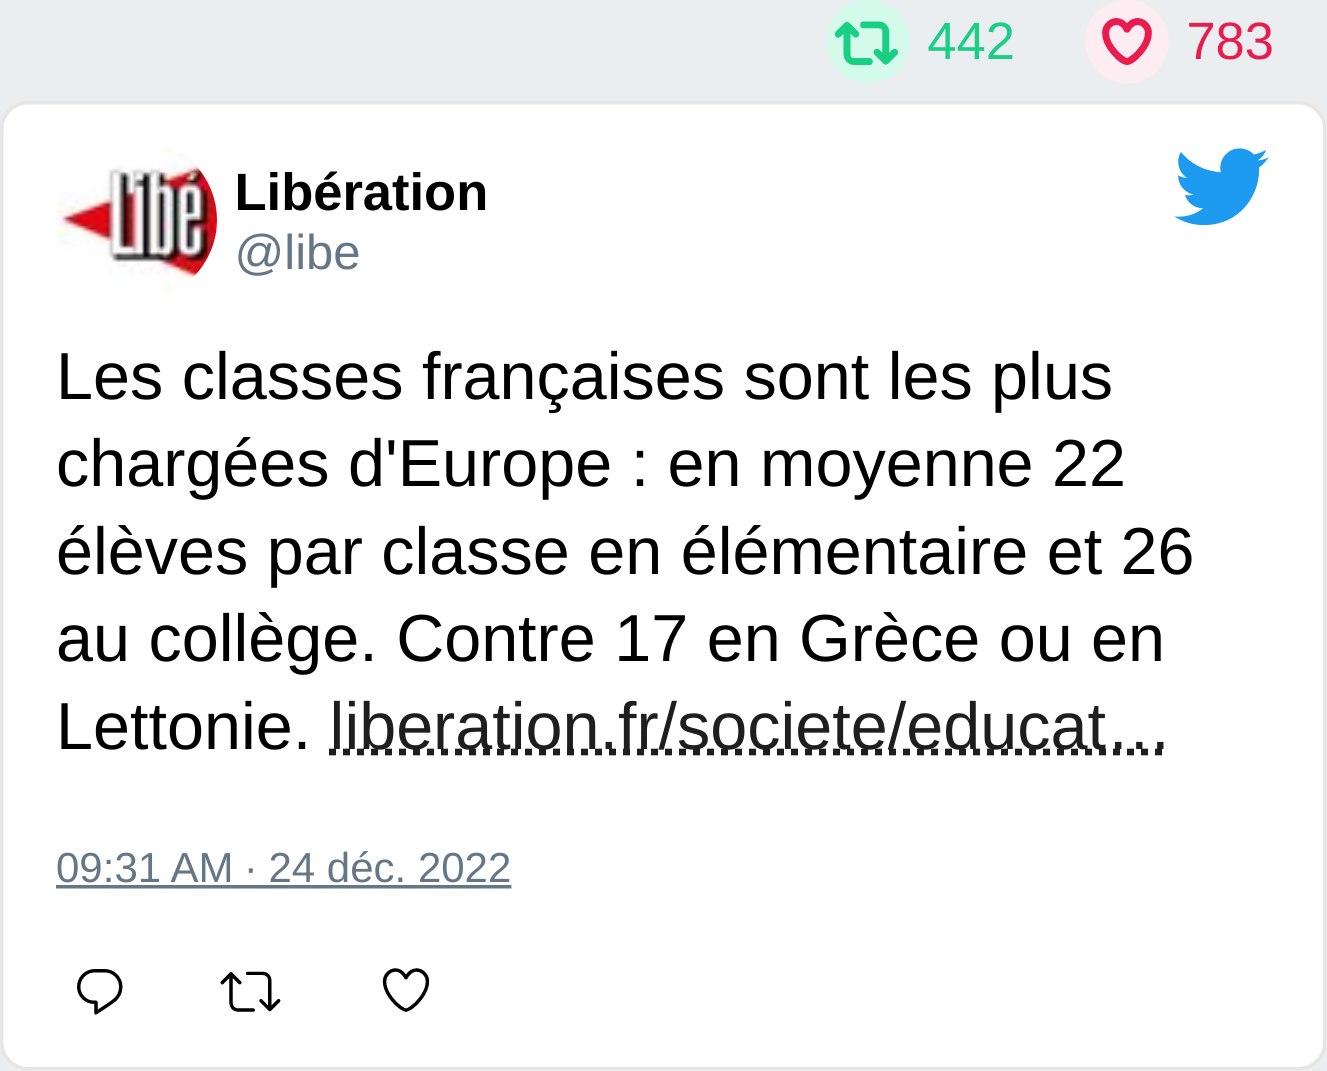 442 783
Libé
Libération
@libe
Les classes françaises sont les plus
chargées d'Europe : en moyenne 22
élèves par classe en élémentaire et 26
au collège. Contre 17 en Grèce ou en
Lettonie. liberation.fr/societe/educat…
09:31 AM · 24 déc. 2022